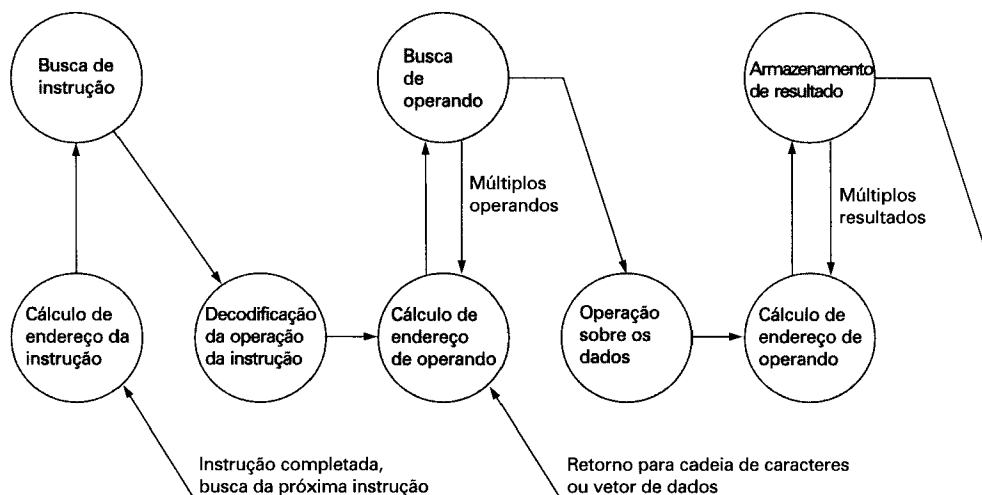 Busca de
instrução
Busca
de
operando
Armazenamento
de resultado
Múltiplos
operandos
Múltiplos
resultados
Cálculo de
endereço da
instrução
Decodificação
da operação
da instrução
Cálculo de
endereço
de operando
Operação
sobre os
dados
Cálculo de
endereço de
operando
Instrução completada,
busca da próxima instrução
Retorno para cadeia de caracteres
ou vetor de dados